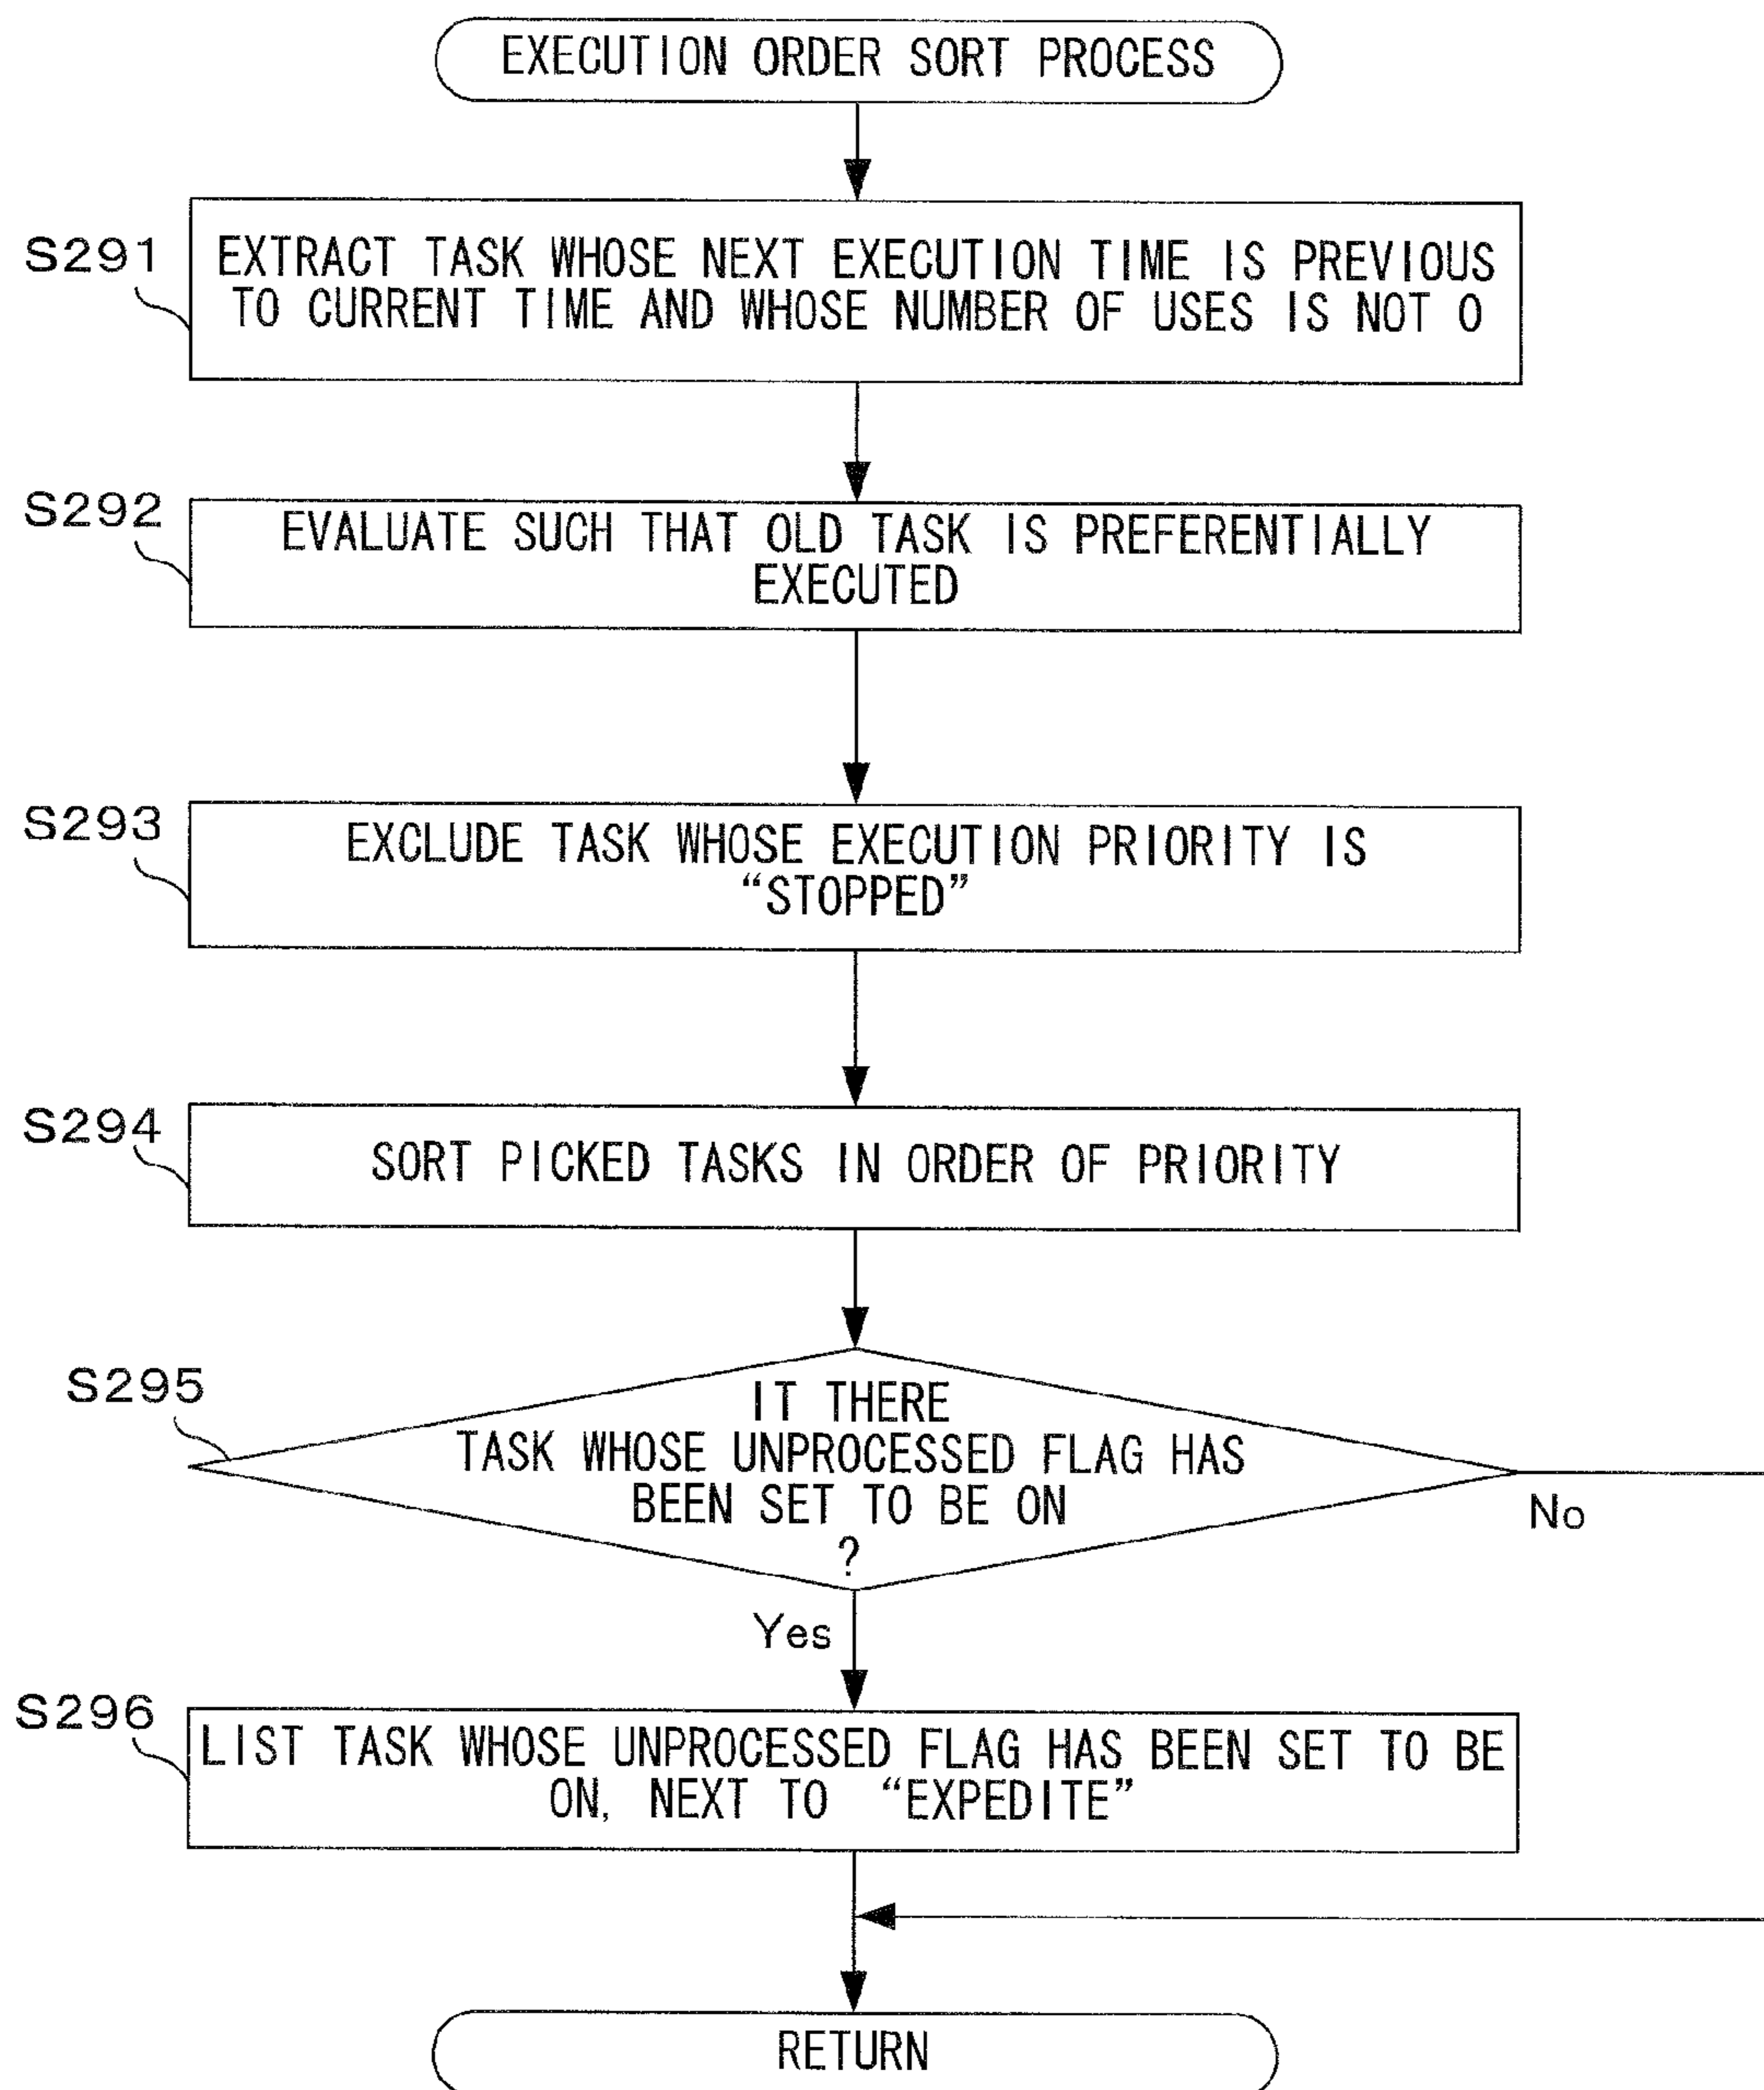 EXECUTION ORDER SORT PROCESS
S291
EXTRACT TASK WHOSE NEXT EXECUTION TIME IS PREVIOUS
TO CURRENT TIME AND WHOSE NUMBER OF USES IS NOT 0
S292
EVALUATE SUCH THAT OLD TASK IS PREFERENTIALLY
EXECUTED
S293
EXCLUDE TASK WHOSE EXECUTION PRIORITY IS
“STOPPED”
S294
SORT PICKED TASKS IN ORDER OF PRIORITY
S295
IT THERE
TASK WHOSE UNPROCESSED FLAG HAS
BEEN SET TO BE ON
?
No
Yes
S296
LIST TASK WHOSE UNPROCESSED FLAG HAS BEEN SET TO BE
ON, NEXT TO “EXPEDITE”
RETURN